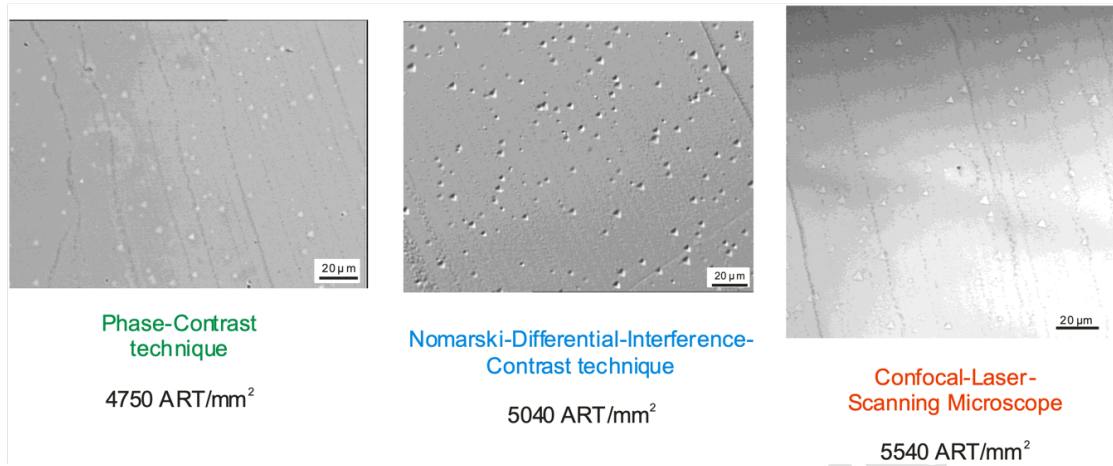 20 µm
Phase-Contrast
technique
4750 ART/mm²
20 µm
Nomarski-Differential-Interference-
Contrast technique
5040 ART/mm²
20 µm
Confocal-Laser-
Scanning Microscope
5540 ART/mm²